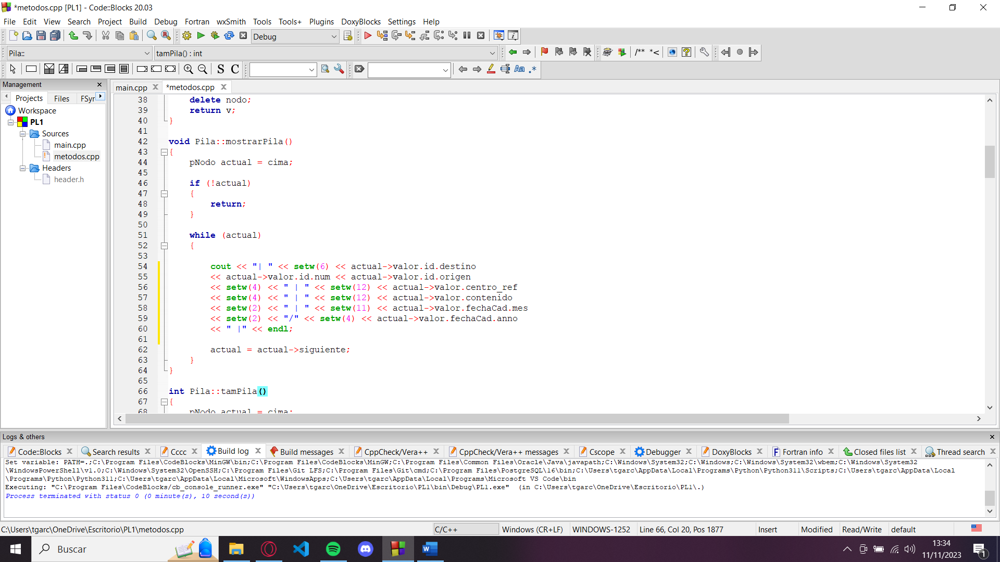 *metodos.cpp [PL1] - Code::Blocks 20.03
File Edit View Search Project Build Debug Fortran wxSmith Tools Tools+ Plugins DoxyBlocks Settings Help
Debug
Pila:: tamPila() : int /** *<
S C Aa .*
Management
main.cpp *metodos.cpp
Projects Files FSyr
Workspace
PL1
Sources
main.cpp
metodos.cpp
Headers
header.h
38 delete nodo;
39 return v;
40 }
41
42 void Pila::mostrarPila()
43 {
44 pNodo actual = cima;
45
46 if (!actual)
47 {
48 return;
49 }
50
51 while (actual)
52 {
53
54 cout << "| " << setw(6) << actual->valor.id.destino
55 << actual->valor.id.num << actual->valor.id.origen
56 << setw(4) << " | " << setw(12) << actual->valor.centro_ref
57 << setw(4) << " | " << setw(12) << actual->valor.contenido
58 << setw(2) << " | " << setw(11) << actual->valor.fechaCad.mes
59 << setw(2) << "/" << setw(4) << actual->valor.fechaCad.anno
60 << " |" << endl;
61
62 actual = actual->siguiente;
63 }
64 }
65
66 int Pila::tamPila()
67 {
68 pNodo actual = cima;
Logs & others
Code::Blocks Search results Cccc Build log Build messages CppCheck/Vera++ CppCheck/Vera++ messages Cscope Debugger DoxyBlocks Fortran info Closed files list Thread search
Set variable: PATH=.;C:\Program Files\CodeBlocks\MinGW\bin;C:\Program Files\CodeBlocks\MinGW;C:\Program Files\Common Files\Oracle\Java\javapath;C:\Windows\System32;C:\Windows;C:\Windows\System32\wbem;C:\Windows\System32
\WindowsPowerShell\v1.0;C:\Windows\System32\OpenSSH;C:\Program Files\Git LFS;C:\Program Files\Git\cmd;C:\Program Files\PostgreSQL\16\bin;C:\Users\tgarc\AppData\Local\Programs\Python\Python311\Scripts;C:\Users\tgarc\AppData\Local
\Programs\Python\Python311;C:\Users\tgarc\AppData\Local\Microsoft\WindowsApps;C:\Users\tgarc\AppData\Local\Programs\Microsoft VS Code\bin
Executing: "C:\Program Files\CodeBlocks/cb_console_runner.exe" "C:\Users\tgarc\OneDrive\Escritorio\PL1\bin\Debug\PL1.exe"  (in C:\Users\tgarc\OneDrive\Escritorio\PL1\.)
Process terminated with status 0 (0 minute(s), 10 second(s))
C:\Users\tgarc\OneDrive\Escritorio\PL1\metodos.cpp C/C++ Windows (CR+LF) WINDOWS-1252 Line 66, Col 20, Pos 1877 Insert Modified Read/Write default
Buscar
13:34
11/11/2023
1